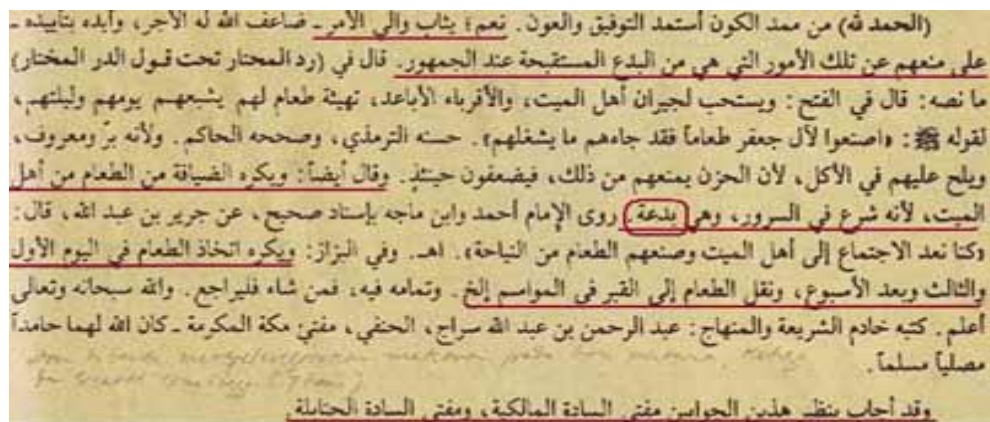 (الحمد لله) من ممد الكون أستمد التوفيق والعون. نعم؛ يثاب والي الأمر ـ ضاعف الله له الأجر، وأيده بتأييده ـ
على منعهم عن تلك الأمور التي هي من البدع المستقبحة عند الجمهور. قال في (رد المحتار تحت قول الدر المختار)
ما نصه: قال في الفتح: ويستحب لجيران أهل الميت، والأقرباء الأباعد، تهيئة طعام لهم يشبعهم يومهم وليلتهم،
لقوله ﷺ: «اصنعوا لآل جعفر طعاماً فقد جاءهم ما يشغلهم». حسنه الترمذي، وصححه الحاكم. ولأنه برّ ومعروف،
ويلح عليهم في الأكل، لأن الحزن يمنعهم من ذلك، فيضعفون حينئذٍ. وقال أيضاً: ويكره الضيافة من الطعام من أهل
الميت، لأنه شرع في السرور، وهي بدعة. روى الإمام أحمد وابن ماجه بإسناد صحيح، عن جرير بن عبد الله، قال:
«كنا نعد الاجتماع إلى أهل الميت وصنعهم الطعام من النياحة». اهـ. وفي البزاز: ويكره اتخاذ الطعام في اليوم الأول
والثالث وبعد الأسبوع، ونقل الطعام إلى القبر في المواسم إلخ. وتمامه فيه، فمن شاء فليراجع. والله سبحانه وتعالى
أعلم. كتبه خادم الشريعة والمنهاج: عبد الرحمن بن عبد الله سراج، الحنفي، مفتي مكة المكرمة ـ كان الله لهما حامداً
مصلياً مسلماً.
وقد أجاب بنظير هذين الجوابين مفتي السادة المالكية، ومفتي السادة الحنابلة.